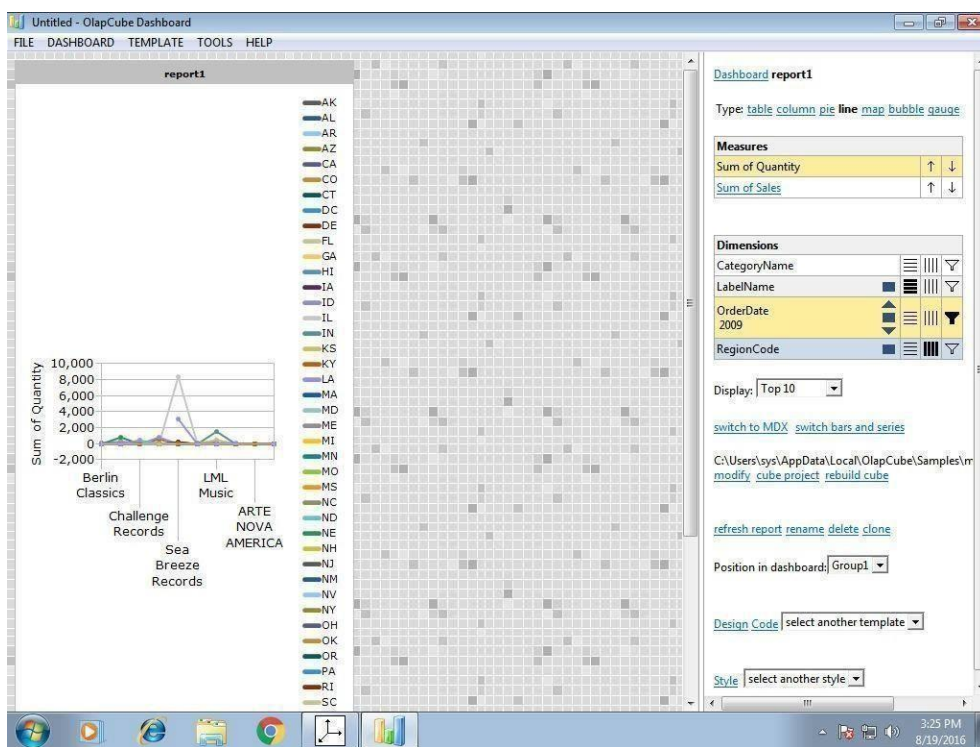 Untitled - OlapCube Dashboard
FILE DASHBOARD TEMPLATE TOOLS HELP
report1
AK
AL
AR
AZ
CA
CO
CT
DC
DE
FL
GA
HI
IA
ID
IL
IN
KS
KY
LA
MA
MD
ME
MI
MN
MO
MS
NC
ND
NE
NH
NJ
NM
NV
NY
OH
OK
OR
PA
RI
SC
Sum of Quantity
10,000
8,000
6,000
4,000
2,000
0
-2,000
Berlin
Classics
Challenge
Records
Sea
Breeze
Records
LML
Music
ARTE
NOVA
AMERICA
Dashboard report1
Type: table column pie line map bubble gauge
Measures
Sum of Quantity ↑ ↓
Sum of Sales ↑ ↓
Dimensions
CategoryName
LabelName
OrderDate
2009
RegionCode
Display: Top 10
switch to MDX switch bars and series
C:\Users\sys\AppData\Local\OlapCube\Samples\m
modify cube project rebuild cube
refresh report rename delete clone
Position in dashboard: Group1
Design Code select another template
Style select another style
3:25 PM
8/19/2016